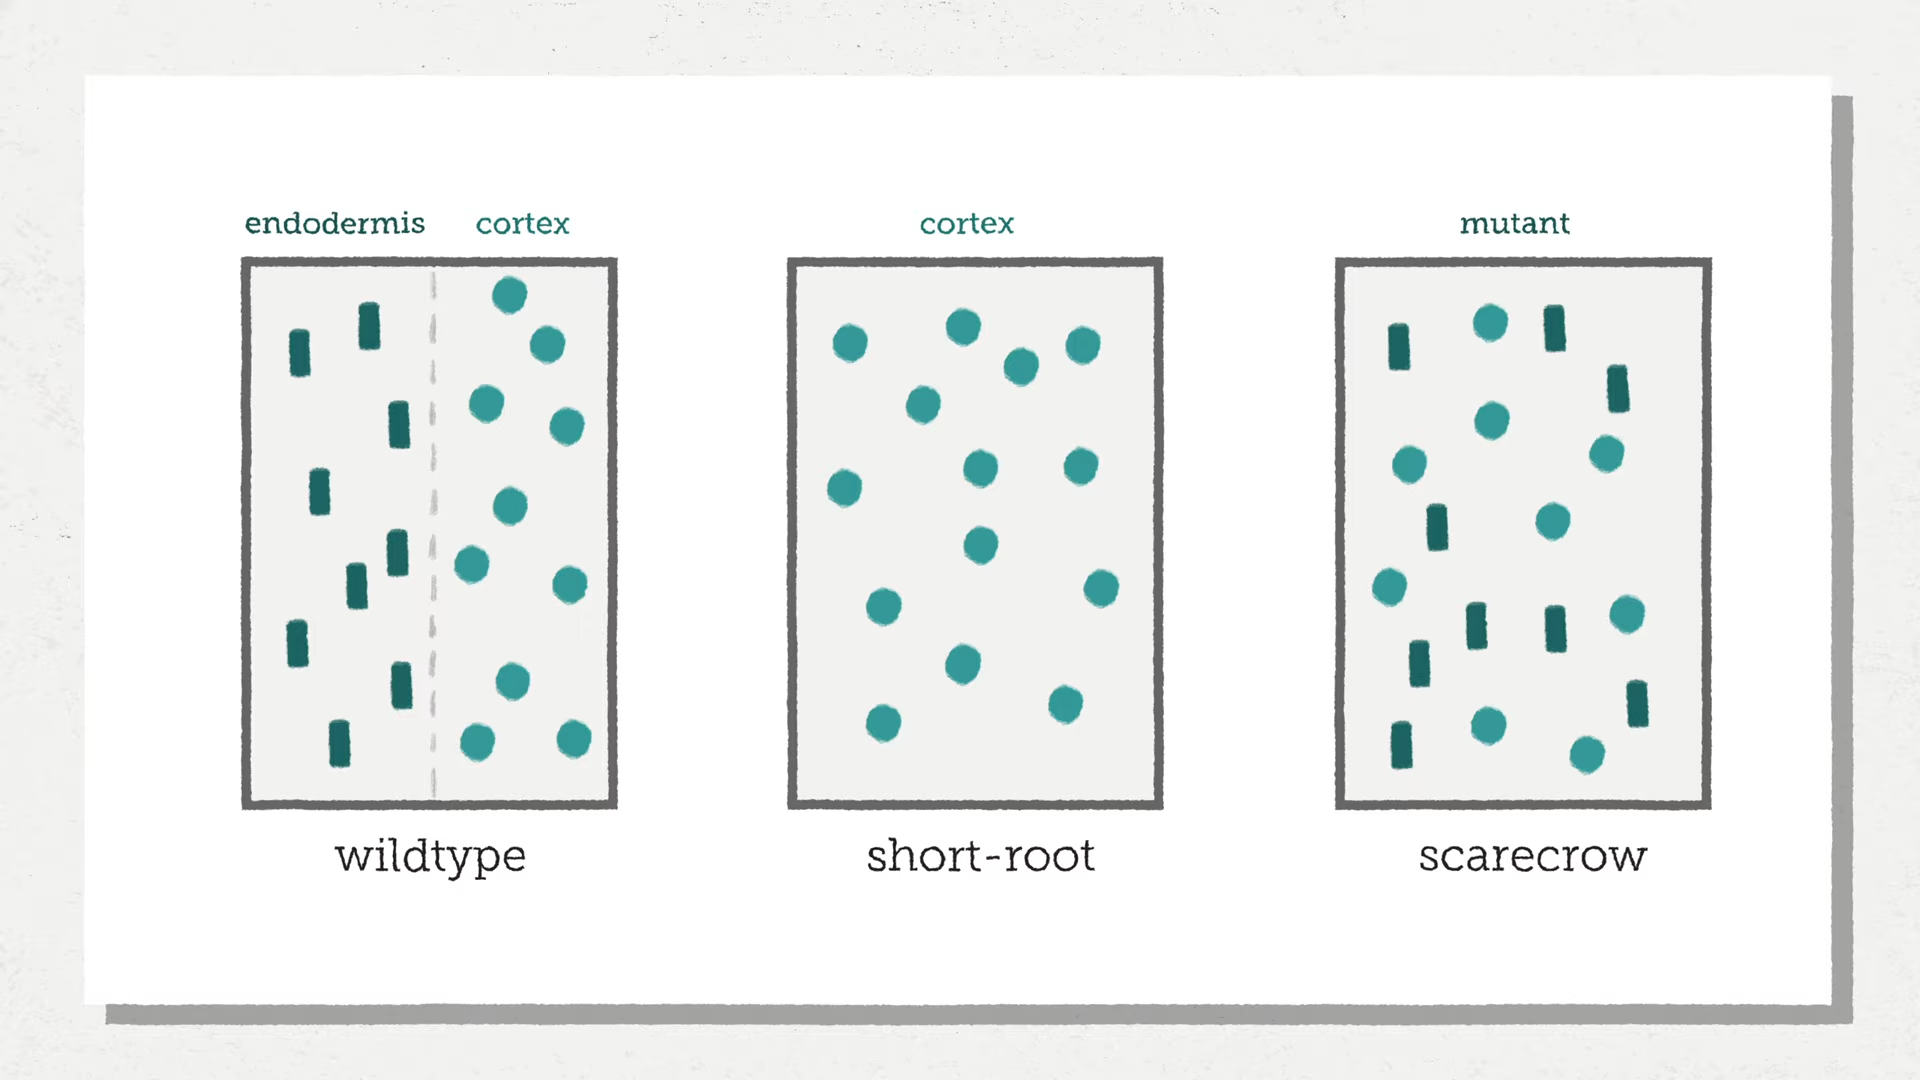 endodermis cortex
cortex
mutant
wildtype
short-root
scarecrow